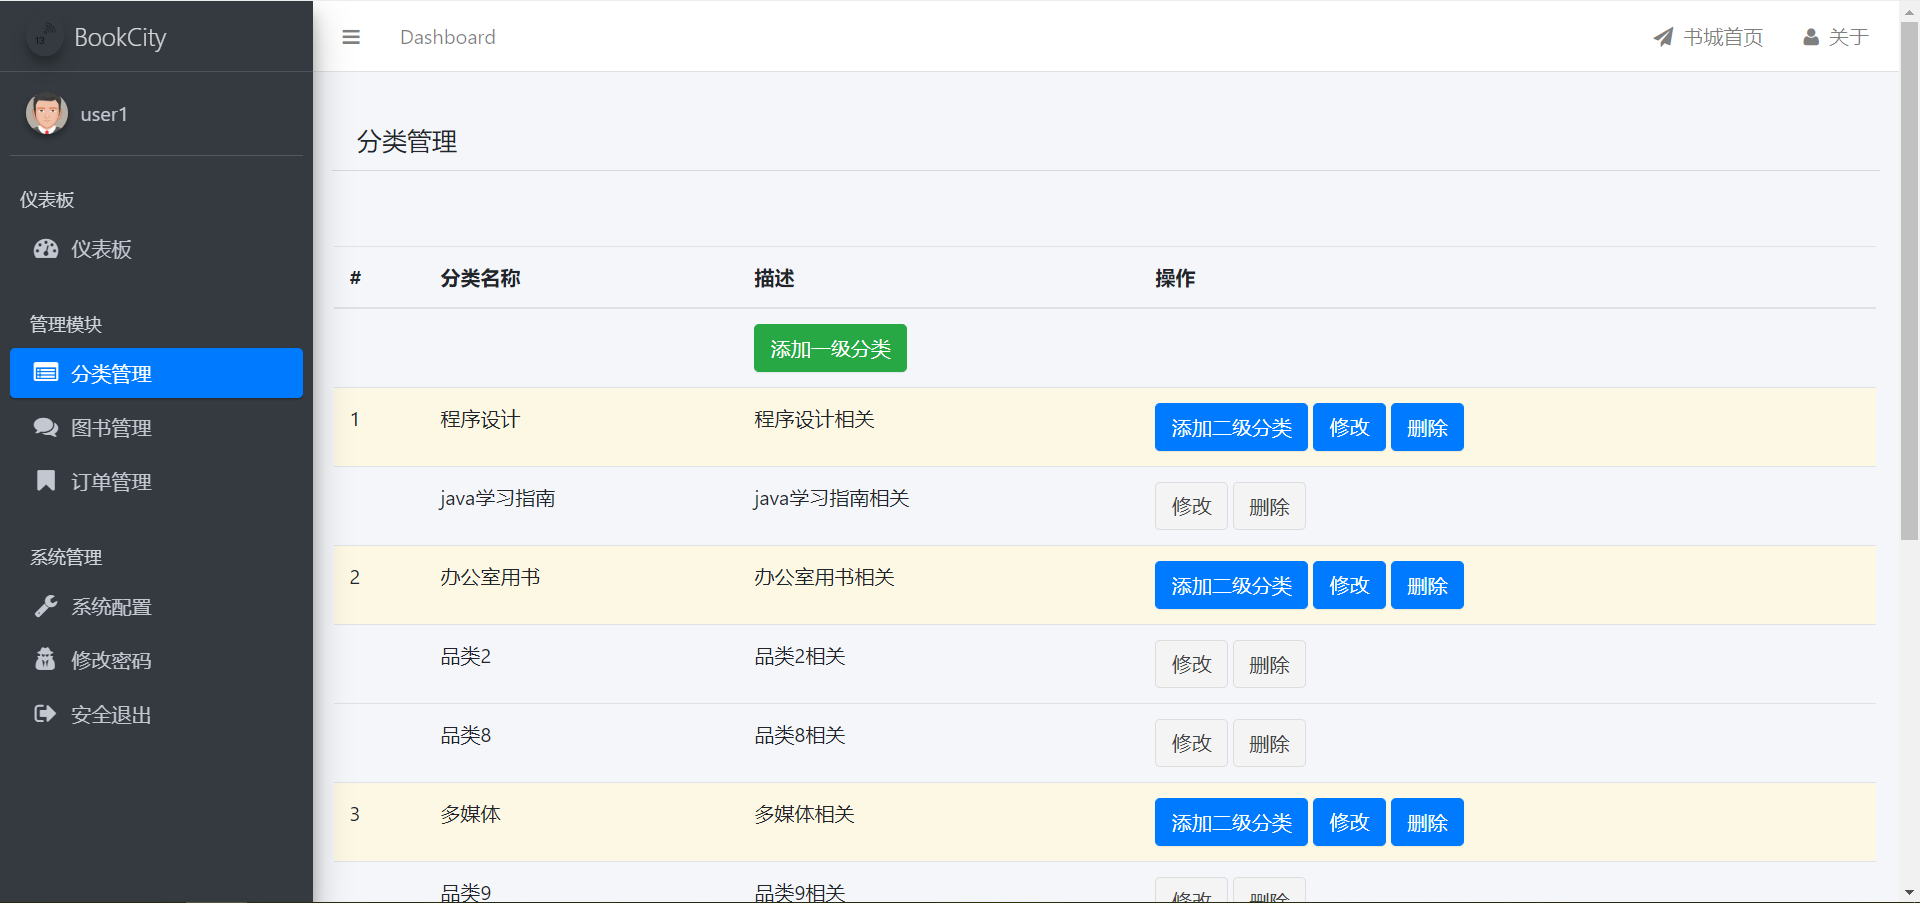 13
BookCity
Dashboard
书城首页
关于
user1
仪表板
仪表板
管理模块
分类管理
图书管理
订单管理
系统管理
系统配置
修改密码
安全退出
分类管理
# 分类名称 描述 操作
添加一级分类
1 程序设计 程序设计相关 添加二级分类 修改 删除
java学习指南 java学习指南相关 修改 删除
2 办公室用书 办公室用书相关 添加二级分类 修改 删除
品类2 品类2相关 修改 删除
品类8 品类8相关 修改 删除
3 多媒体 多媒体相关 添加二级分类 修改 删除
品类9 品类9相关 修改 删除